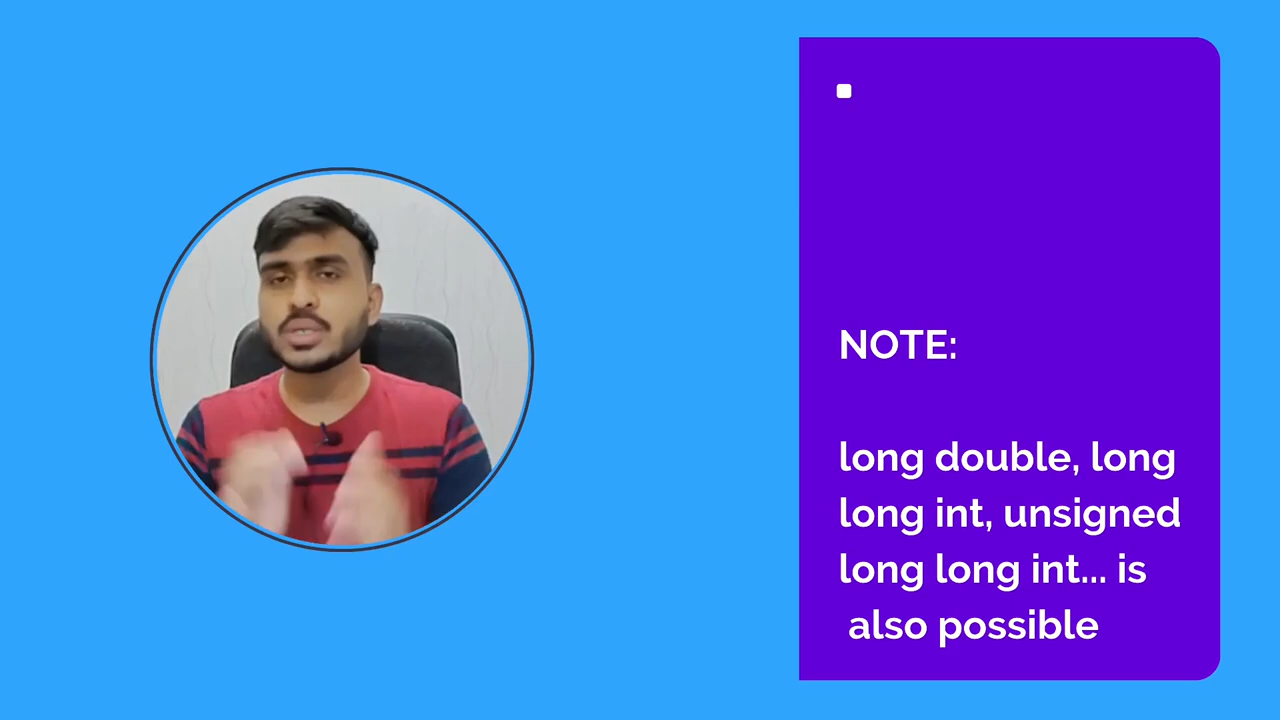 NOTE:
long double, long
long int, unsigned
long long int... is
also possible